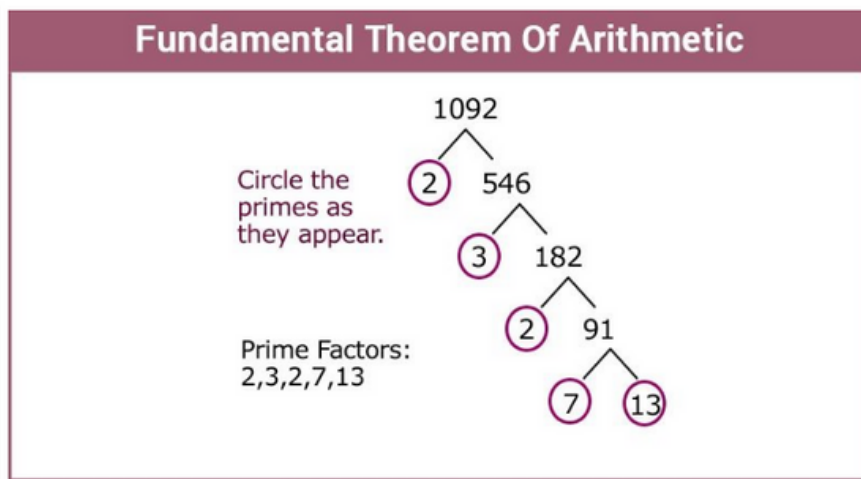 Fundamental Theorem Of Arithmetic
1092
2 546
Circle the
primes as
they appear.
3 182
2 91
Prime Factors:
2,3,2,7,13
7 13